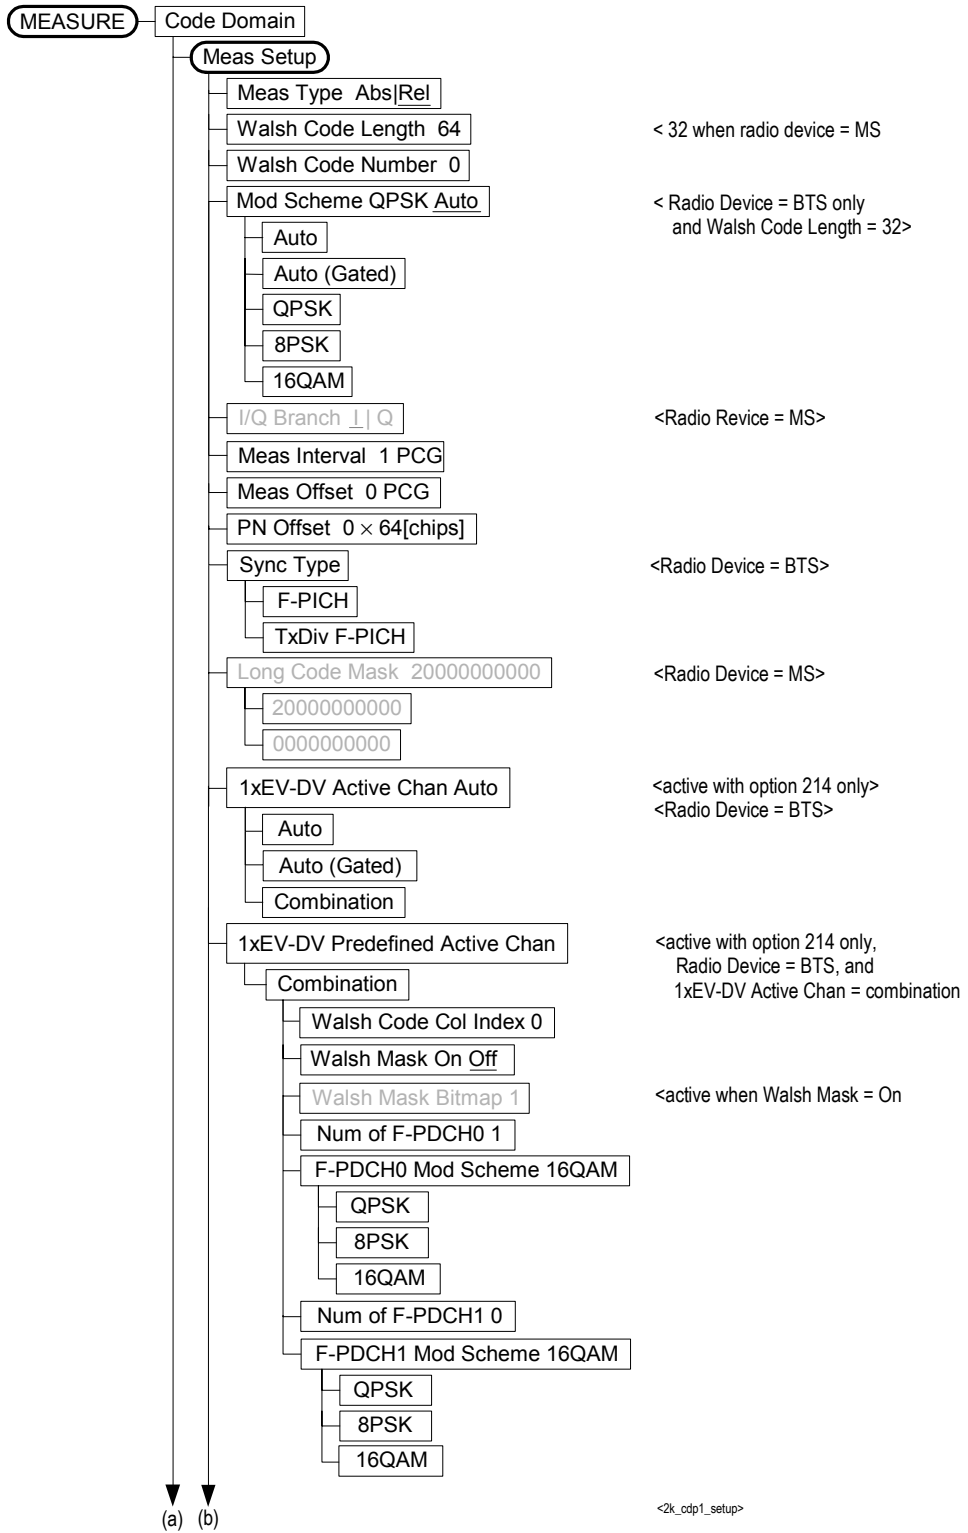 MEASURE Code Domain
Meas Setup
Meas Type Abs|Rel
Walsh Code Length 64 < 32 when radio device = MS
Walsh Code Number 0
Mod Scheme QPSK Auto < Radio Device = BTS only
and Walsh Code Length = 32>
Auto
Auto (Gated)
QPSK
8PSK
16QAM
I/Q Branch I | Q <Radio Revice = MS>
Meas Interval 1 PCG
Meas Offset 0 PCG
PN Offset 0 × 64[chips]
Sync Type <Radio Device = BTS>
F-PICH
TxDiv F-PICH
Long Code Mask 20000000000 <Radio Device = MS>
20000000000
0000000000
1xEV-DV Active Chan Auto <active with option 214 only>
<Radio Device = BTS>
Auto
Auto (Gated)
Combination
1xEV-DV Predefined Active Chan <active with option 214 only,
Radio Device = BTS, and
1xEV-DV Active Chan = combination
Combination
Walsh Code Col Index 0
Walsh Mask On Off
Walsh Mask Bitmap 1 <active when Walsh Mask = On
Num of F-PDCH0 1
F-PDCH0 Mod Scheme 16QAM
QPSK
8PSK
16QAM
Num of F-PDCH1 0
F-PDCH1 Mod Scheme 16QAM
QPSK
8PSK
16QAM
(a) (b) <2k_cdp1_setup>